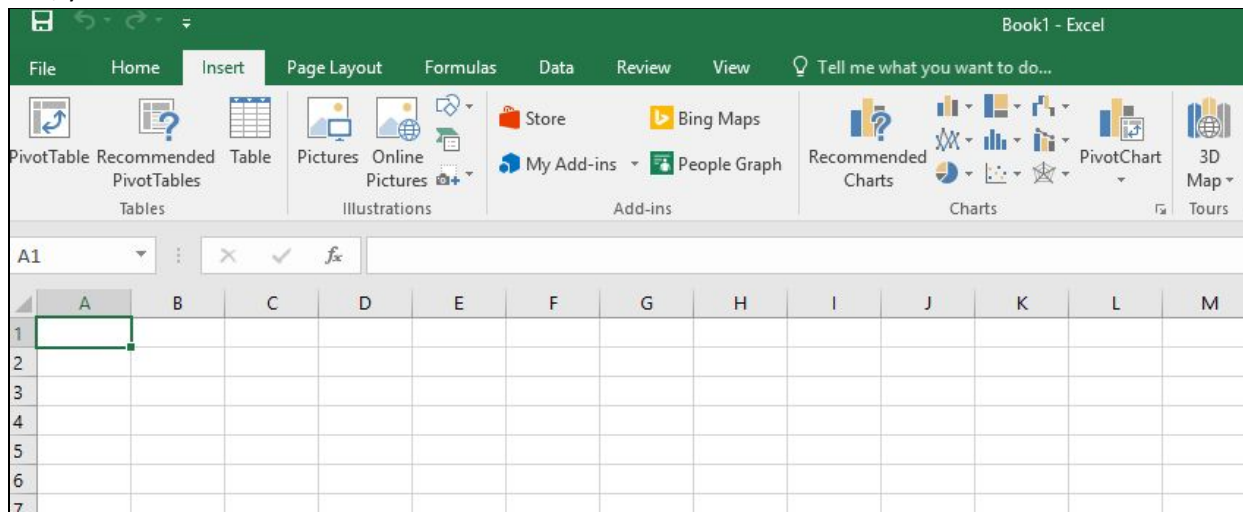 Book1 - Excel
File Home Insert Page Layout Formulas Data Review View Tell me what you want to do...
PivotTable Recommended PivotTables Table
Pictures Online Pictures
Store Bing Maps
My Add-ins People Graph
Recommended Charts
PivotChart 3D Map
Tables Illustrations Add-ins Charts Tours
A1 fx
A B C D E F G H I J K L M
1
2
3
4
5
6
7